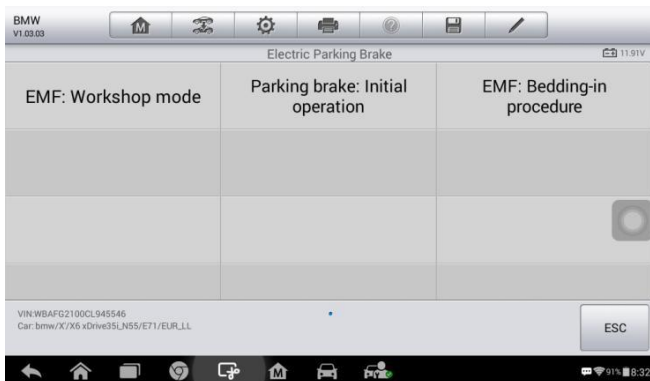 BMW
V1.03.03
Electric Parking Brake
11.91V
EMF: Workshop mode
Parking brake: Initial
operation
EMF: Bedding-in
procedure
VIN:WBAFG2100CL945546
Car: bmw/X'/X6 xDrive35i_N55/E71/EUR_LL
ESC
91%
8:32